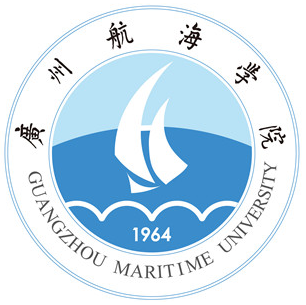 廣州航海學院
1964
GUANGZHOU MARITIME UNIVERSITY